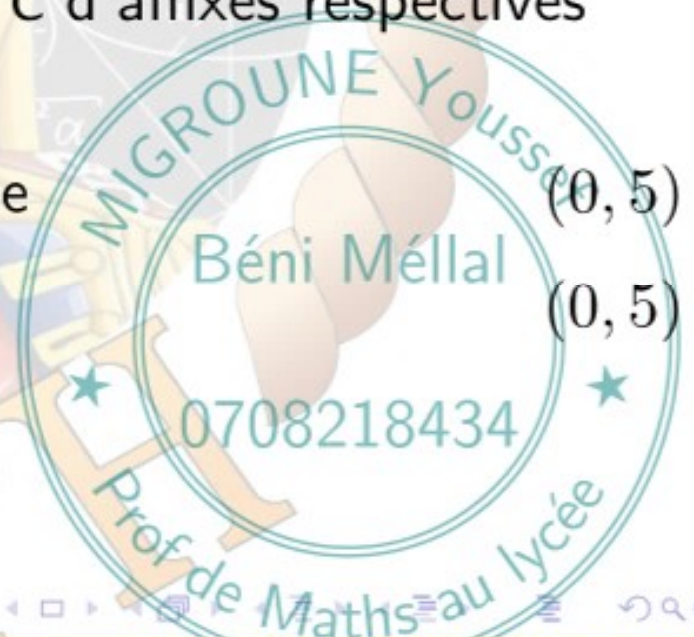 C d'affixes respectives
MIGROUNE Youssef
e (0, 5)
Béni Méllal
(0, 5)
0708218434
Prof de Maths au lycée
α